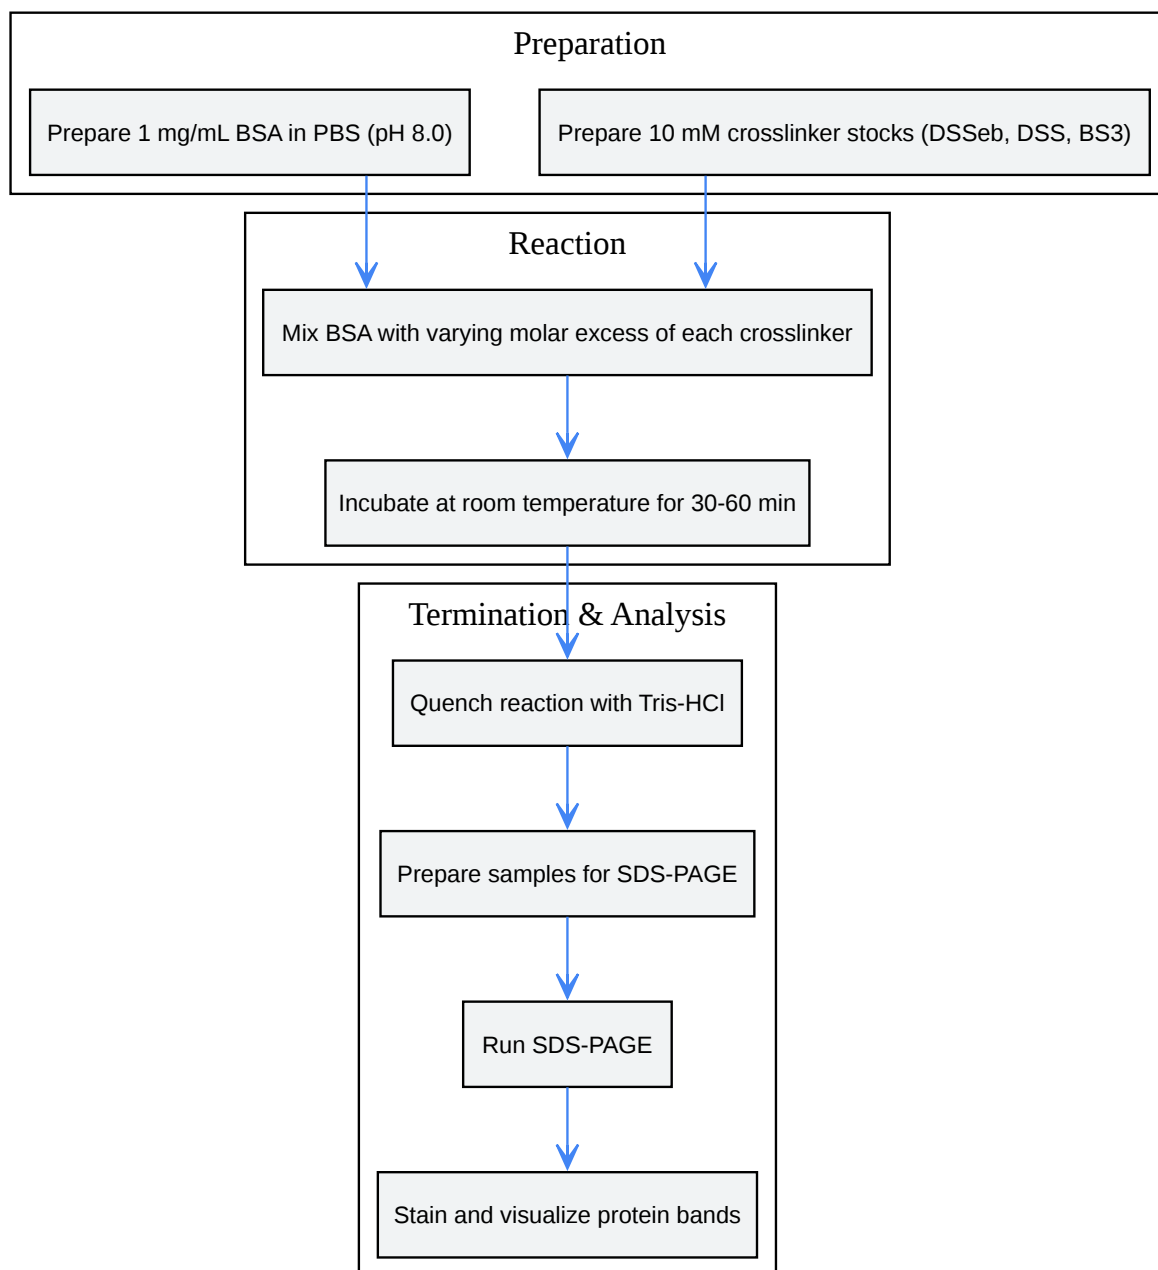 Preparation
Prepare 1 mg/mL BSA in PBS (pH 8.0)
Prepare 10 mM crosslinker stocks (DSSeb, DSS, BS3)
Reaction
Mix BSA with varying molar excess of each crosslinker
Incubate at room temperature for 30-60 min
Termination & Analysis
Quench reaction with Tris-HCl
Prepare samples for SDS-PAGE
Run SDS-PAGE
Stain and visualize protein bands